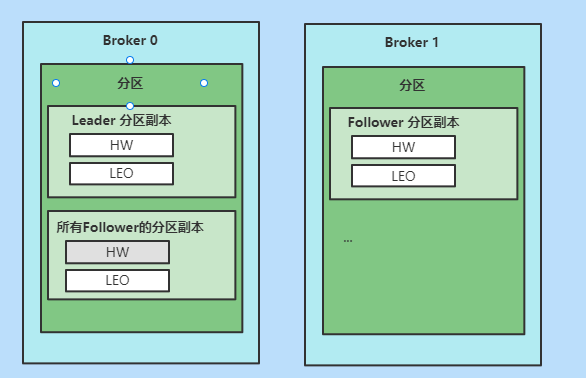 Broker 0
分区
Leader 分区副本
HW
LEO
所有Follower的分区副本
HW
LEO
Broker 1
分区
Follower 分区副本
HW
LEO
...